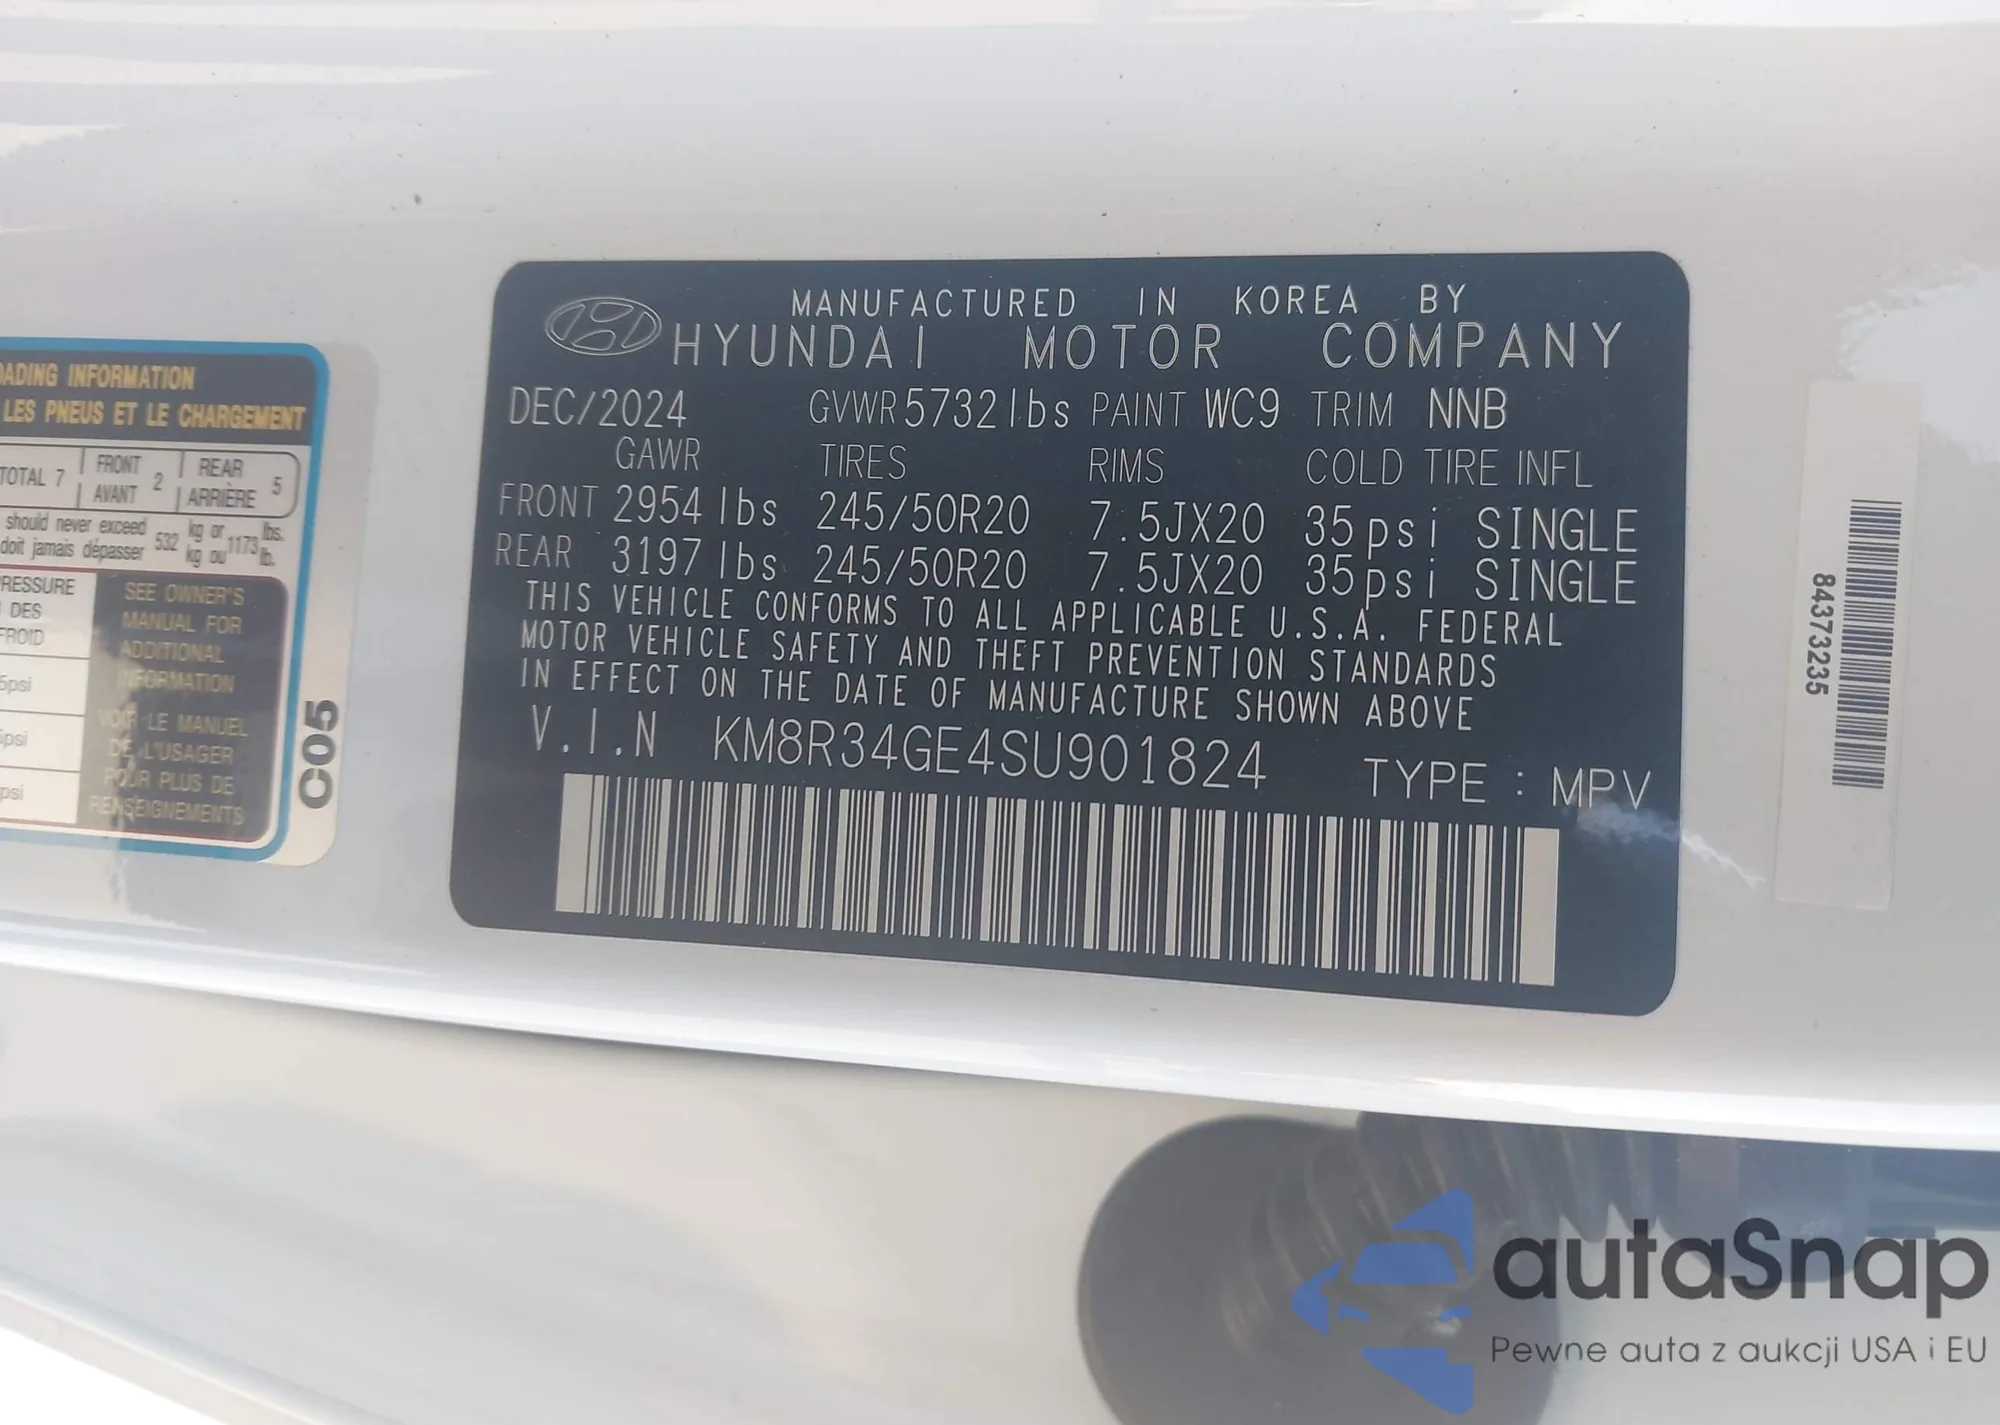 MANUFACTURED IN KOREA BY
HYUNDAI MOTOR COMPANY
DEC/2024 GVWR 5732 lbs PAINT WC9 TRIM NNB
GAWR TIRES RIMS COLD TIRE INFL
FRONT 2954 lbs 245/50R20 7.5JX20 35psi SINGLE
REAR 3197 lbs 245/50R20 7.5JX20 35psi SINGLE
THIS VEHICLE CONFORMS TO ALL APPLICABLE U.S.A. FEDERAL
MOTOR VEHICLE SAFETY AND THEFT PREVENTION STANDARDS
IN EFFECT ON THE DATE OF MANUFACTURE SHOWN ABOVE
V.I.N KM8R34GE4SU901824 TYPE : MPV
INFORMATION
LES PNEUS ET LE CHARGEMENT
TOTAL 7 FRONT AVANT 2 REAR ARRIÈRE 5
should never exceed 532 kg or 1173 lbs.
doit jamais dépasser kg ou lb.
DES
SEE OWNER'S
MANUAL FOR
ADDITIONAL
INFORMATION
VOIR LE MANUEL
DE L'USAGER
POUR PLUS DE
RENSEIGNEMENTS
psi
C05
84373235
autaSnap
Pewne auta z aukcji USA i EU